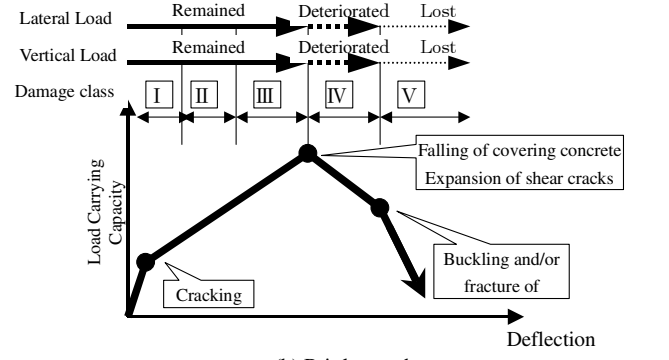 Lateral Load Remained Deteriorated Lost
Vertical Load Remained Deteriorated Lost
Damage class I II III IV V
Load Carrying
Capacity
Falling of covering concrete
Expansion of shear cracks
Buckling and/or
fracture of
Cracking
Deflection